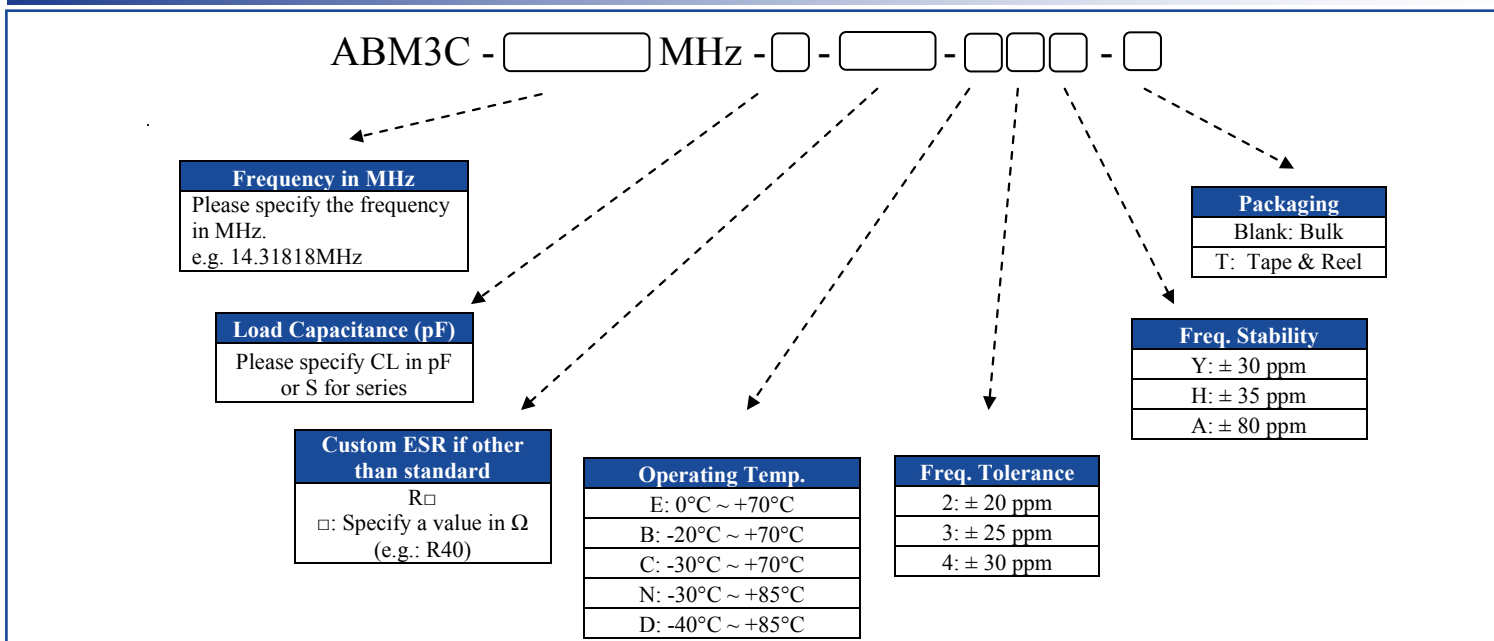 ABM3C - MHz - - -
Frequency in MHz
Please specify the frequency
in MHz.
e.g. 14.31818MHz
Packaging
Blank: Bulk
T: Tape & Reel
Load Capacitance (pF)
Please specify CL in pF
or S for series
Freq. Stability
Y: ± 30 ppm
H: ± 35 ppm
A: ± 80 ppm
Custom ESR if other
than standard
R□
□: Specify a value in Ω
(e.g.: R40)
Operating Temp.
E: 0°C ~ +70°C
B: -20°C ~ +70°C
C: -30°C ~ +70°C
N: -30°C ~ +85°C
D: -40°C ~ +85°C
Freq. Tolerance
2: ± 20 ppm
3: ± 25 ppm
4: ± 30 ppm